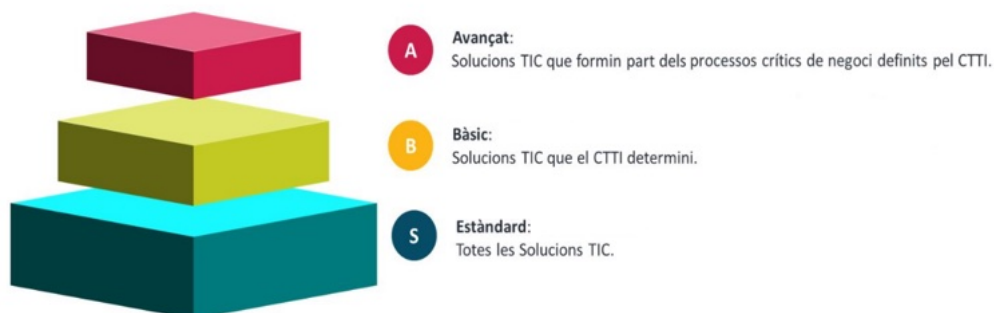 A
Avançat:
Solucions TIC que formin part dels processos crítics de negoci definits pel CTTI.
B
Bàsic:
Solucions TIC que el CTTI determini.
S
Estàndard:
Totes les Solucions TIC.